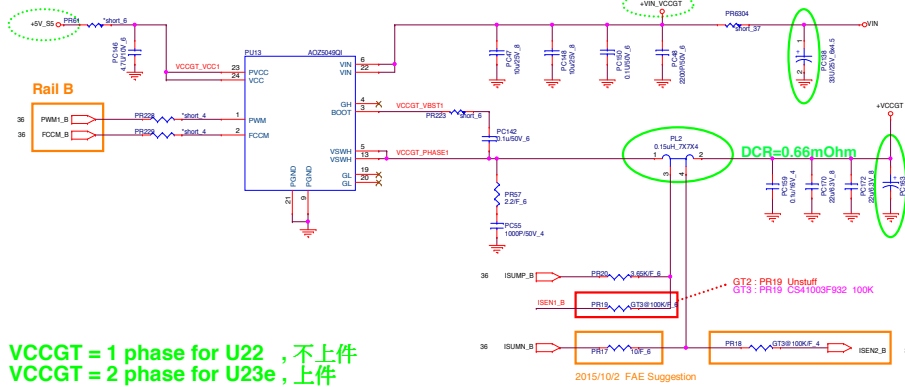 +VIN_VCCGT
+5V_S5
PR61
*short_6
PR6304
short_37
VIN
PC146
4.7U/10V_6
PU13
AOZ5049QI
VCCGT_VCC1
23
24
PVCC
VCC
VIN
VIN
6
22
PC47
10u/25V_8
PC148
10u/25V_8
PC150
0.1U/50V_6
PC48
2200P/50V_6
1
+
2
PC138
33U/25V_6x4.5
Rail B
36
PWM1_B
FCCM_B
36
PR228
*short_4
PR229
*short_4
1
2
PWM
FCCM
GH
BOOT
4
3
VCCGT_VBST1
PR223
short_6
PC142
0.1u/50V_6
+VCCGT
VSWH
VSWH
5
13
VCCGT_PHASE1
GL
GL
19
20
PGND
PGND
21
9
PL2
0.15uH_7X7X4
1
2
3
4
DCR=0.66mOhm
PR57
2.2/F_6
PC55
1000P/50V_4
PC159
0.1u/16V_4
PC170
22u/6.3V_8
PC172
22u/6.3V_8
+
PC163
36
ISUMP_B
PR20
3.65K/F_6
ISEN1_B
PR19
GT3@100K/F_6
GT2 : PR19 Unstuff
GT3 : PR19 CS41003F932 100K
36
ISUMN_B
PR17
10/F_6
PR18
GT3@100K/F_4
ISEN2_B
2015/10/2 FAE Suggestion
VCCGT = 1 phase for U22 , 不上件
VCCGT = 2 phase for U23e , 上件